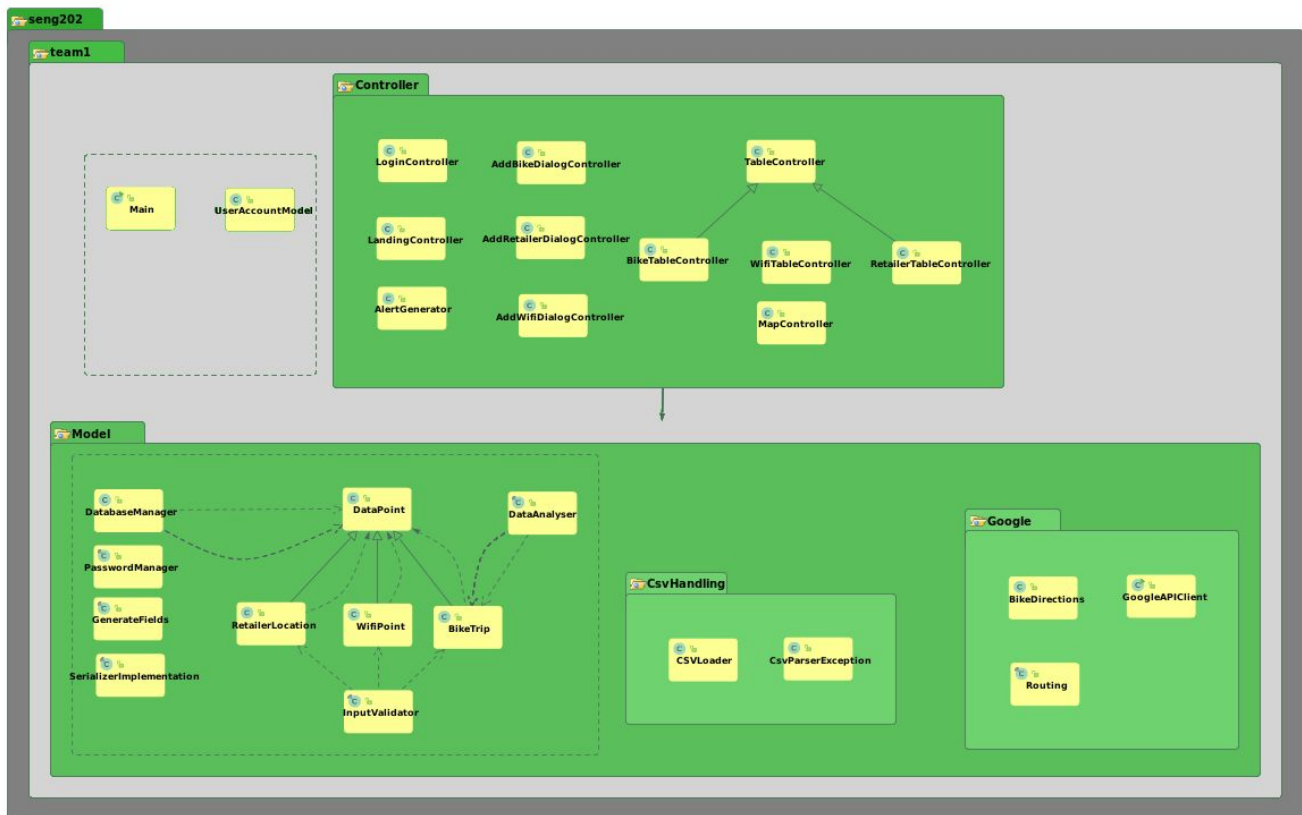 seng202
team1
Controller
LoginController
AddBikeDialogController
TableController
Main
UserAccountModel
LandingController
AddRetailerDialogController
BikeTableController
WifiTableController
RetailerTableController
AlertGenerator
AddWifiDialogController
MapController
Model
DatabaseManager
DataPoint
DataAnalyser
PasswordManager
GenerateFields
RetailerLocation
WifiPoint
BikeTrip
SerializerImplementation
InputValidator
CsvHandling
CSVLoader
CsvParserException
Google
BikeDirections
GoogleAPIClient
Routing